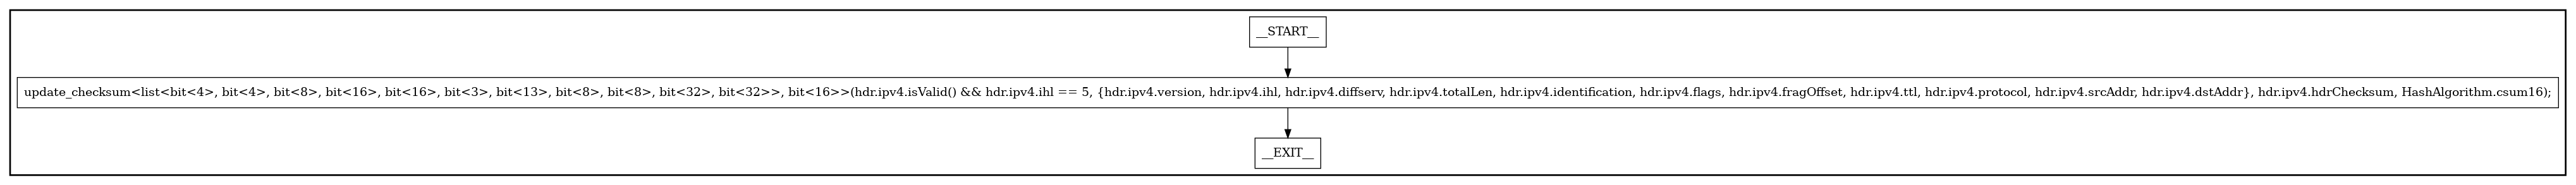 __START__
update_checksum<list<bit<4>, bit<4>, bit<8>, bit<16>, bit<16>, bit<3>, bit<13>, bit<8>, bit<8>, bit<32>, bit<32>>, bit<16>>(hdr.ipv4.isValid() && hdr.ipv4.ihl == 5, {hdr.ipv4.version, hdr.ipv4.ihl, hdr.ipv4.diffserv, hdr.ipv4.totalLen, hdr.ipv4.identification, hdr.ipv4.flags, hdr.ipv4.fragOffset, hdr.ipv4.ttl, hdr.ipv4.protocol, hdr.ipv4.srcAddr, hdr.ipv4.dstAddr}, hdr.ipv4.hdrChecksum, HashAlgorithm.csum16);
__EXIT__